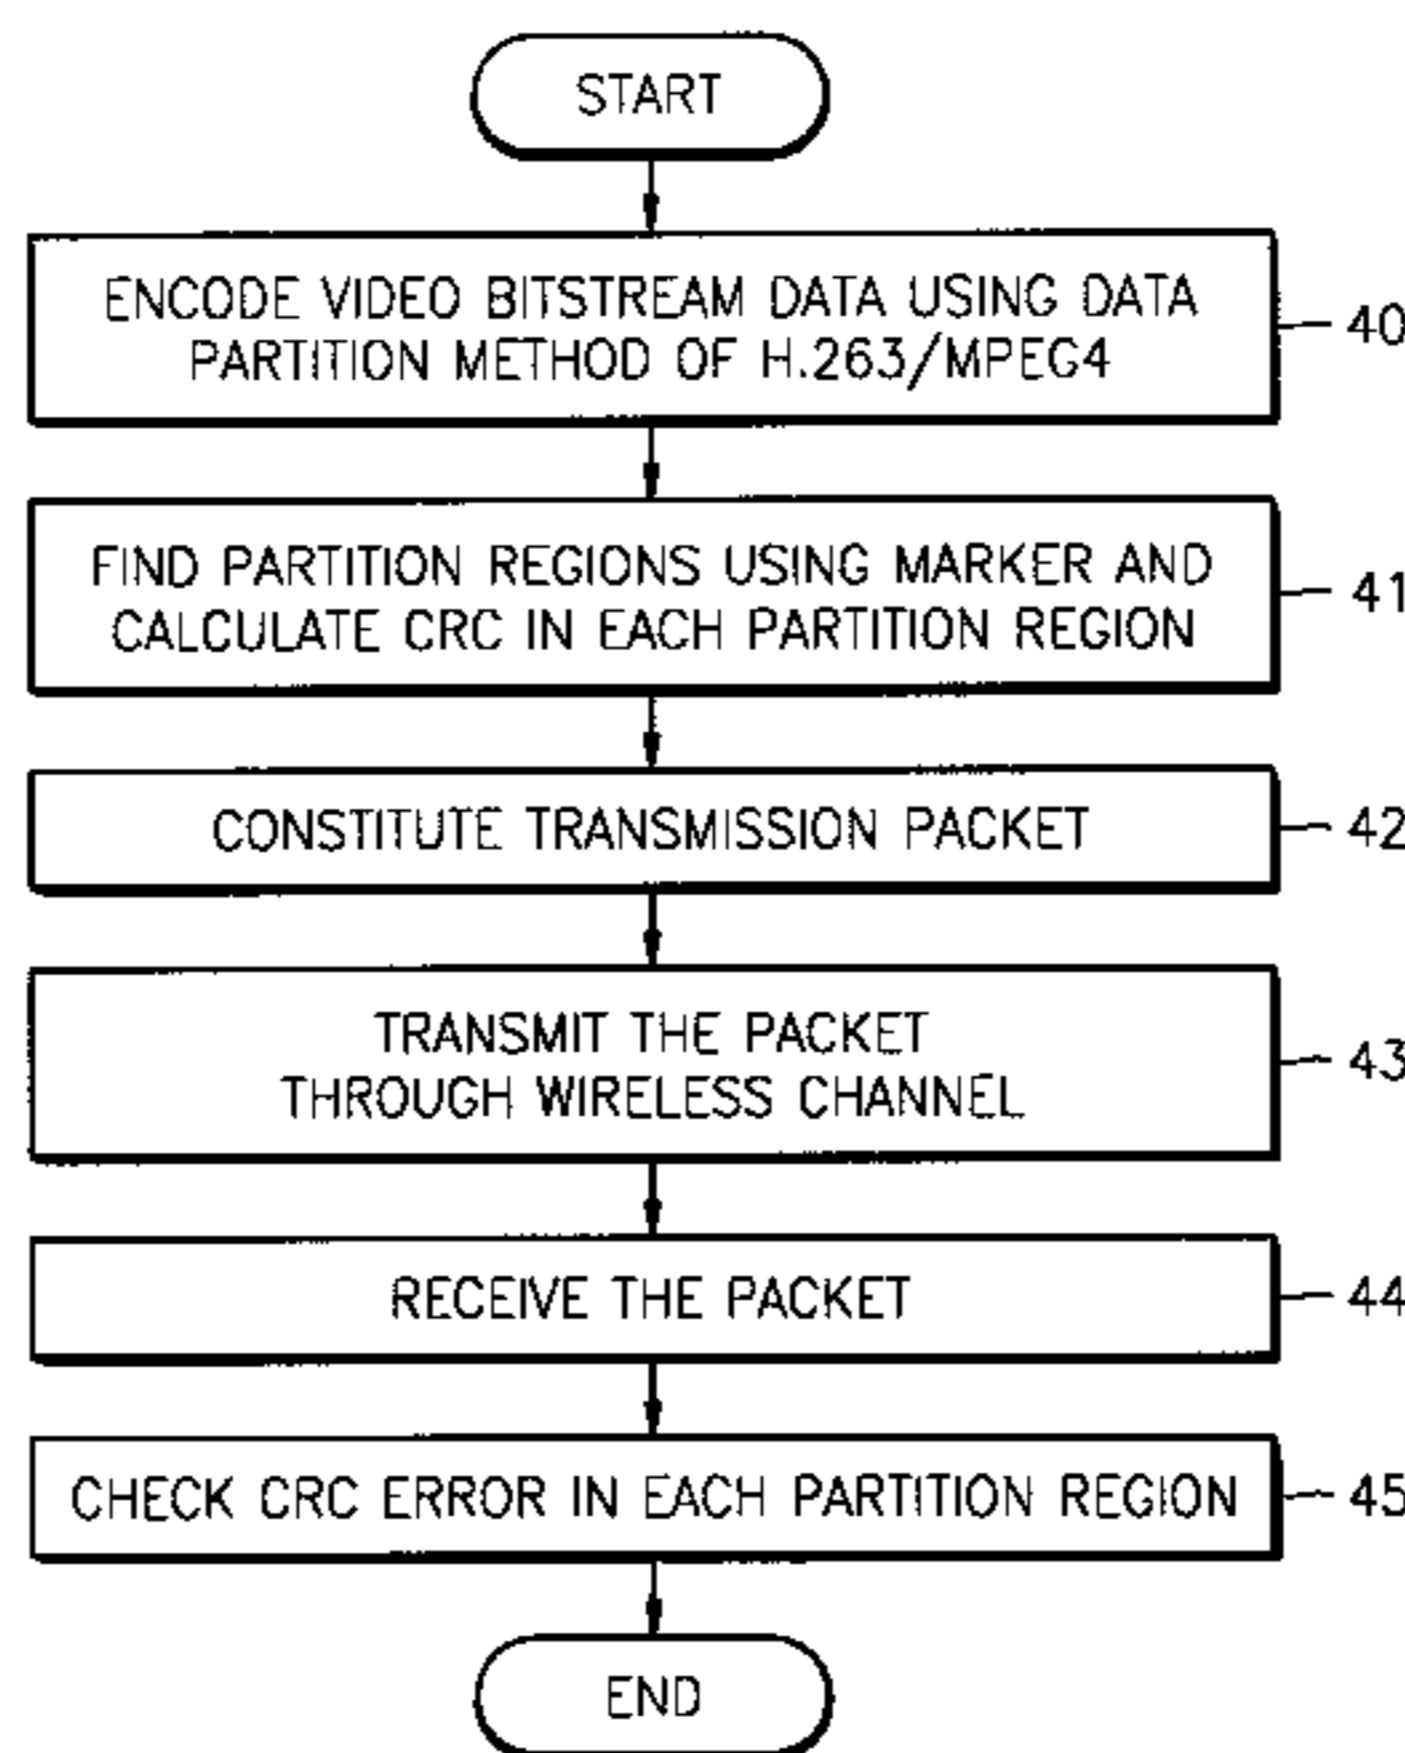 START
ENCODE VIDEO BITSTREAM DATA USING DATA
PARTITION METHOD OF H.263/MPEG4
40
FIND PARTITION REGIONS USING MARKER AND
CALCULATE CRC IN EACH PARTITION REGION
41
CONSTITUTE TRANSMISSION PACKET
42
TRANSMIT THE PACKET
THROUGH WIRELESS CHANNEL
43
RECEIVE THE PACKET
44
CHECK CRC ERROR IN EACH PARTITION REGION
45
END